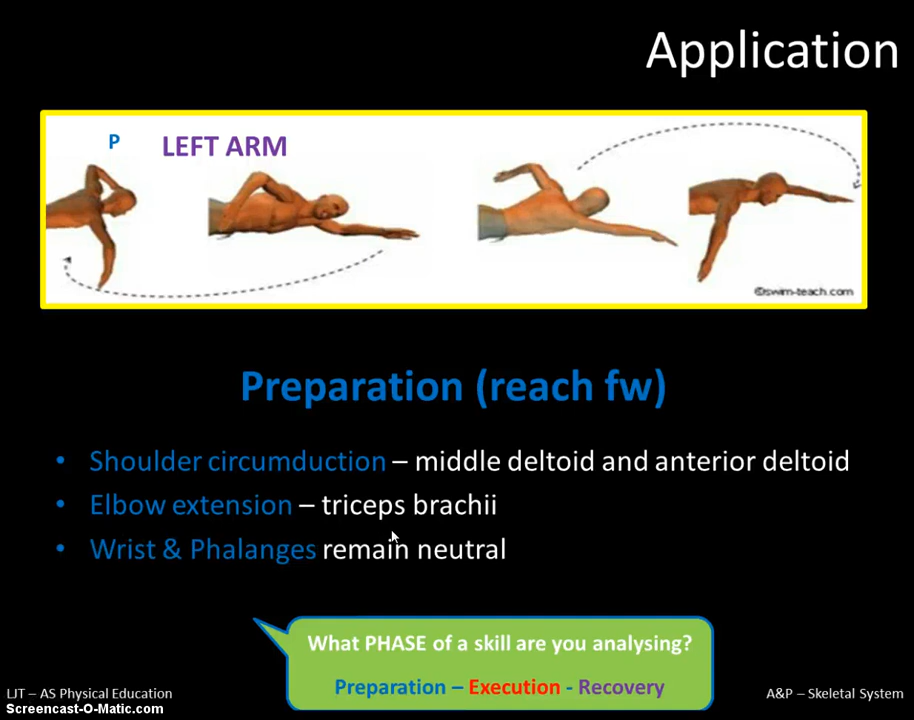 Application
P
LEFT ARM
©swim-teach.com
Preparation (reach fw)
• Shoulder circumduction – middle deltoid and anterior deltoid
• Elbow extension – triceps brachii
• Wrist & Phalanges remain neutral
What PHASE of a skill are you analysing?
Preparation – Execution - Recovery
LJT – AS Physical Education
A&P – Skeletal System
Screencast-O-Matic.com